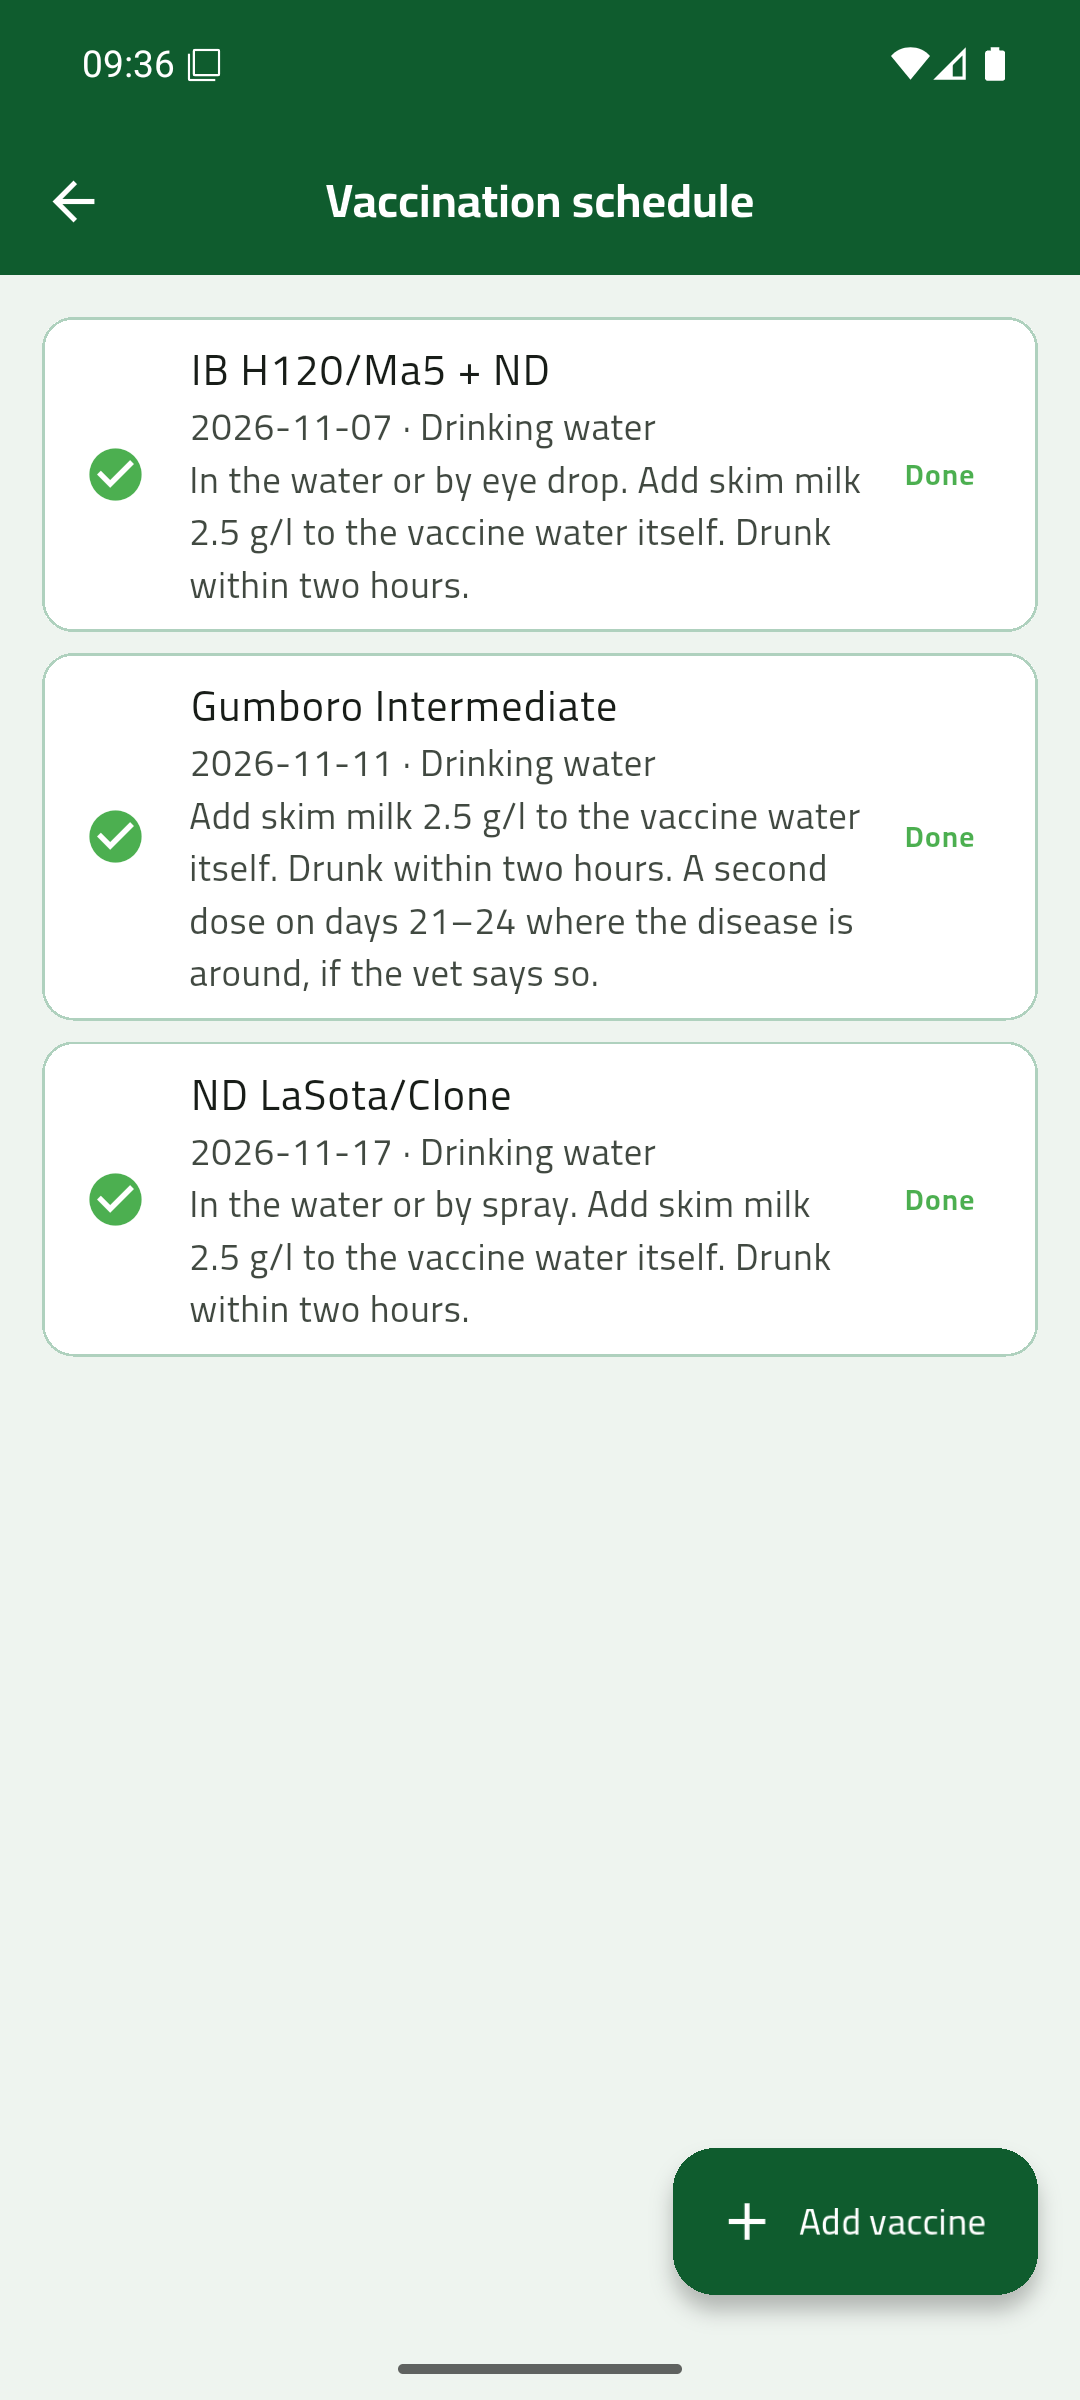 09:36
Vaccination schedule
IB H120/Ma5 + ND
2026-11-07 · Drinking water
In the water or by eye drop. Add skim milk
2.5 g/l to the vaccine water itself. Drunk
within two hours.
Done
Gumboro Intermediate
2026-11-11 · Drinking water
Add skim milk 2.5 g/l to the vaccine water
itself. Drunk within two hours. A second
dose on days 21–24 where the disease is
around, if the vet says so.
Done
ND LaSota/Clone
2026-11-17 · Drinking water
In the water or by spray. Add skim milk
2.5 g/l to the vaccine water itself. Drunk
within two hours.
Done
Add vaccine